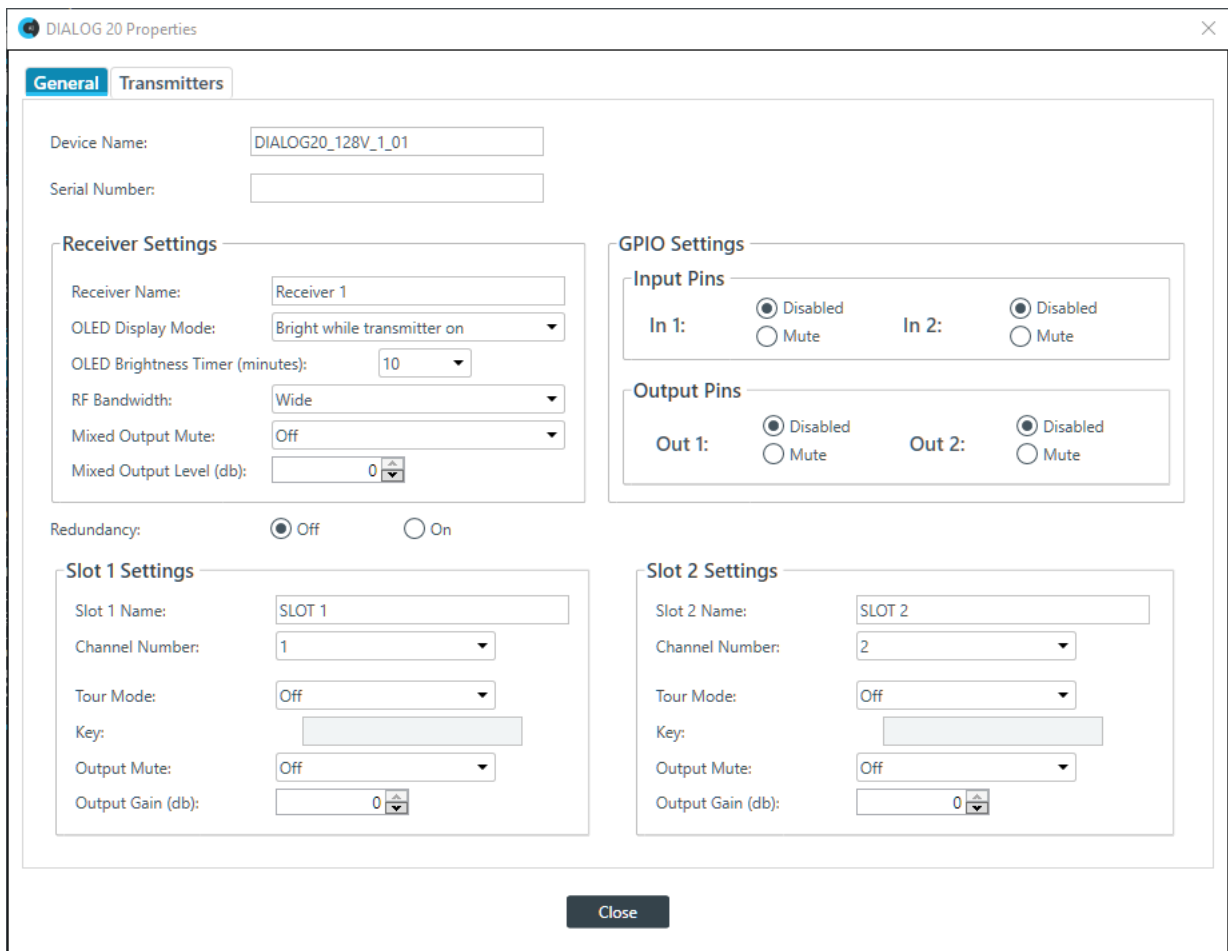 DIALOG 20 Properties
General Transmitters
Device Name: DIALOG20_128V_1_01
Serial Number:
Receiver Settings
Receiver Name: Receiver 1
OLED Display Mode: Bright while transmitter on
OLED Brightness Timer (minutes): 10
RF Bandwidth: Wide
Mixed Output Mute: Off
Mixed Output Level (db): 0
GPIO Settings
Input Pins
In 1: Disabled Mute
In 2: Disabled Mute
Output Pins
Out 1: Disabled Mute
Out 2: Disabled Mute
Redundancy: Off On
Slot 1 Settings
Slot 1 Name: SLOT 1
Channel Number: 1
Tour Mode: Off
Key:
Output Mute: Off
Output Gain (db): 0
Slot 2 Settings
Slot 2 Name: SLOT 2
Channel Number: 2
Tour Mode: Off
Key:
Output Mute: Off
Output Gain (db): 0
Close